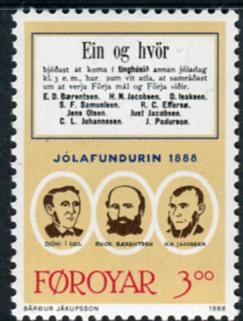 Ein og hvör
bjóðast at koma í tinghúsið annan jóladag
kl. 3 e. m., har. sum vit atla, at samráðast
um at verja Förja mál og Förja siðir.
E. D. Bærentsen. H. N. Jacobsen. D. Isaksen.
S. F. Samuelsen. R. C. Effersø.
Jens Olsen. Just Jacobsen.
C. L. Johannesen. J. Padurson.
JÓLAFUNDURIN 1888
DJÓNI Í GEIL ENOK. BÆRENTSEN H.N. JACOBSEN
FØROYAR 3.00
BÁRÐUR JÁKUPSSON 1988